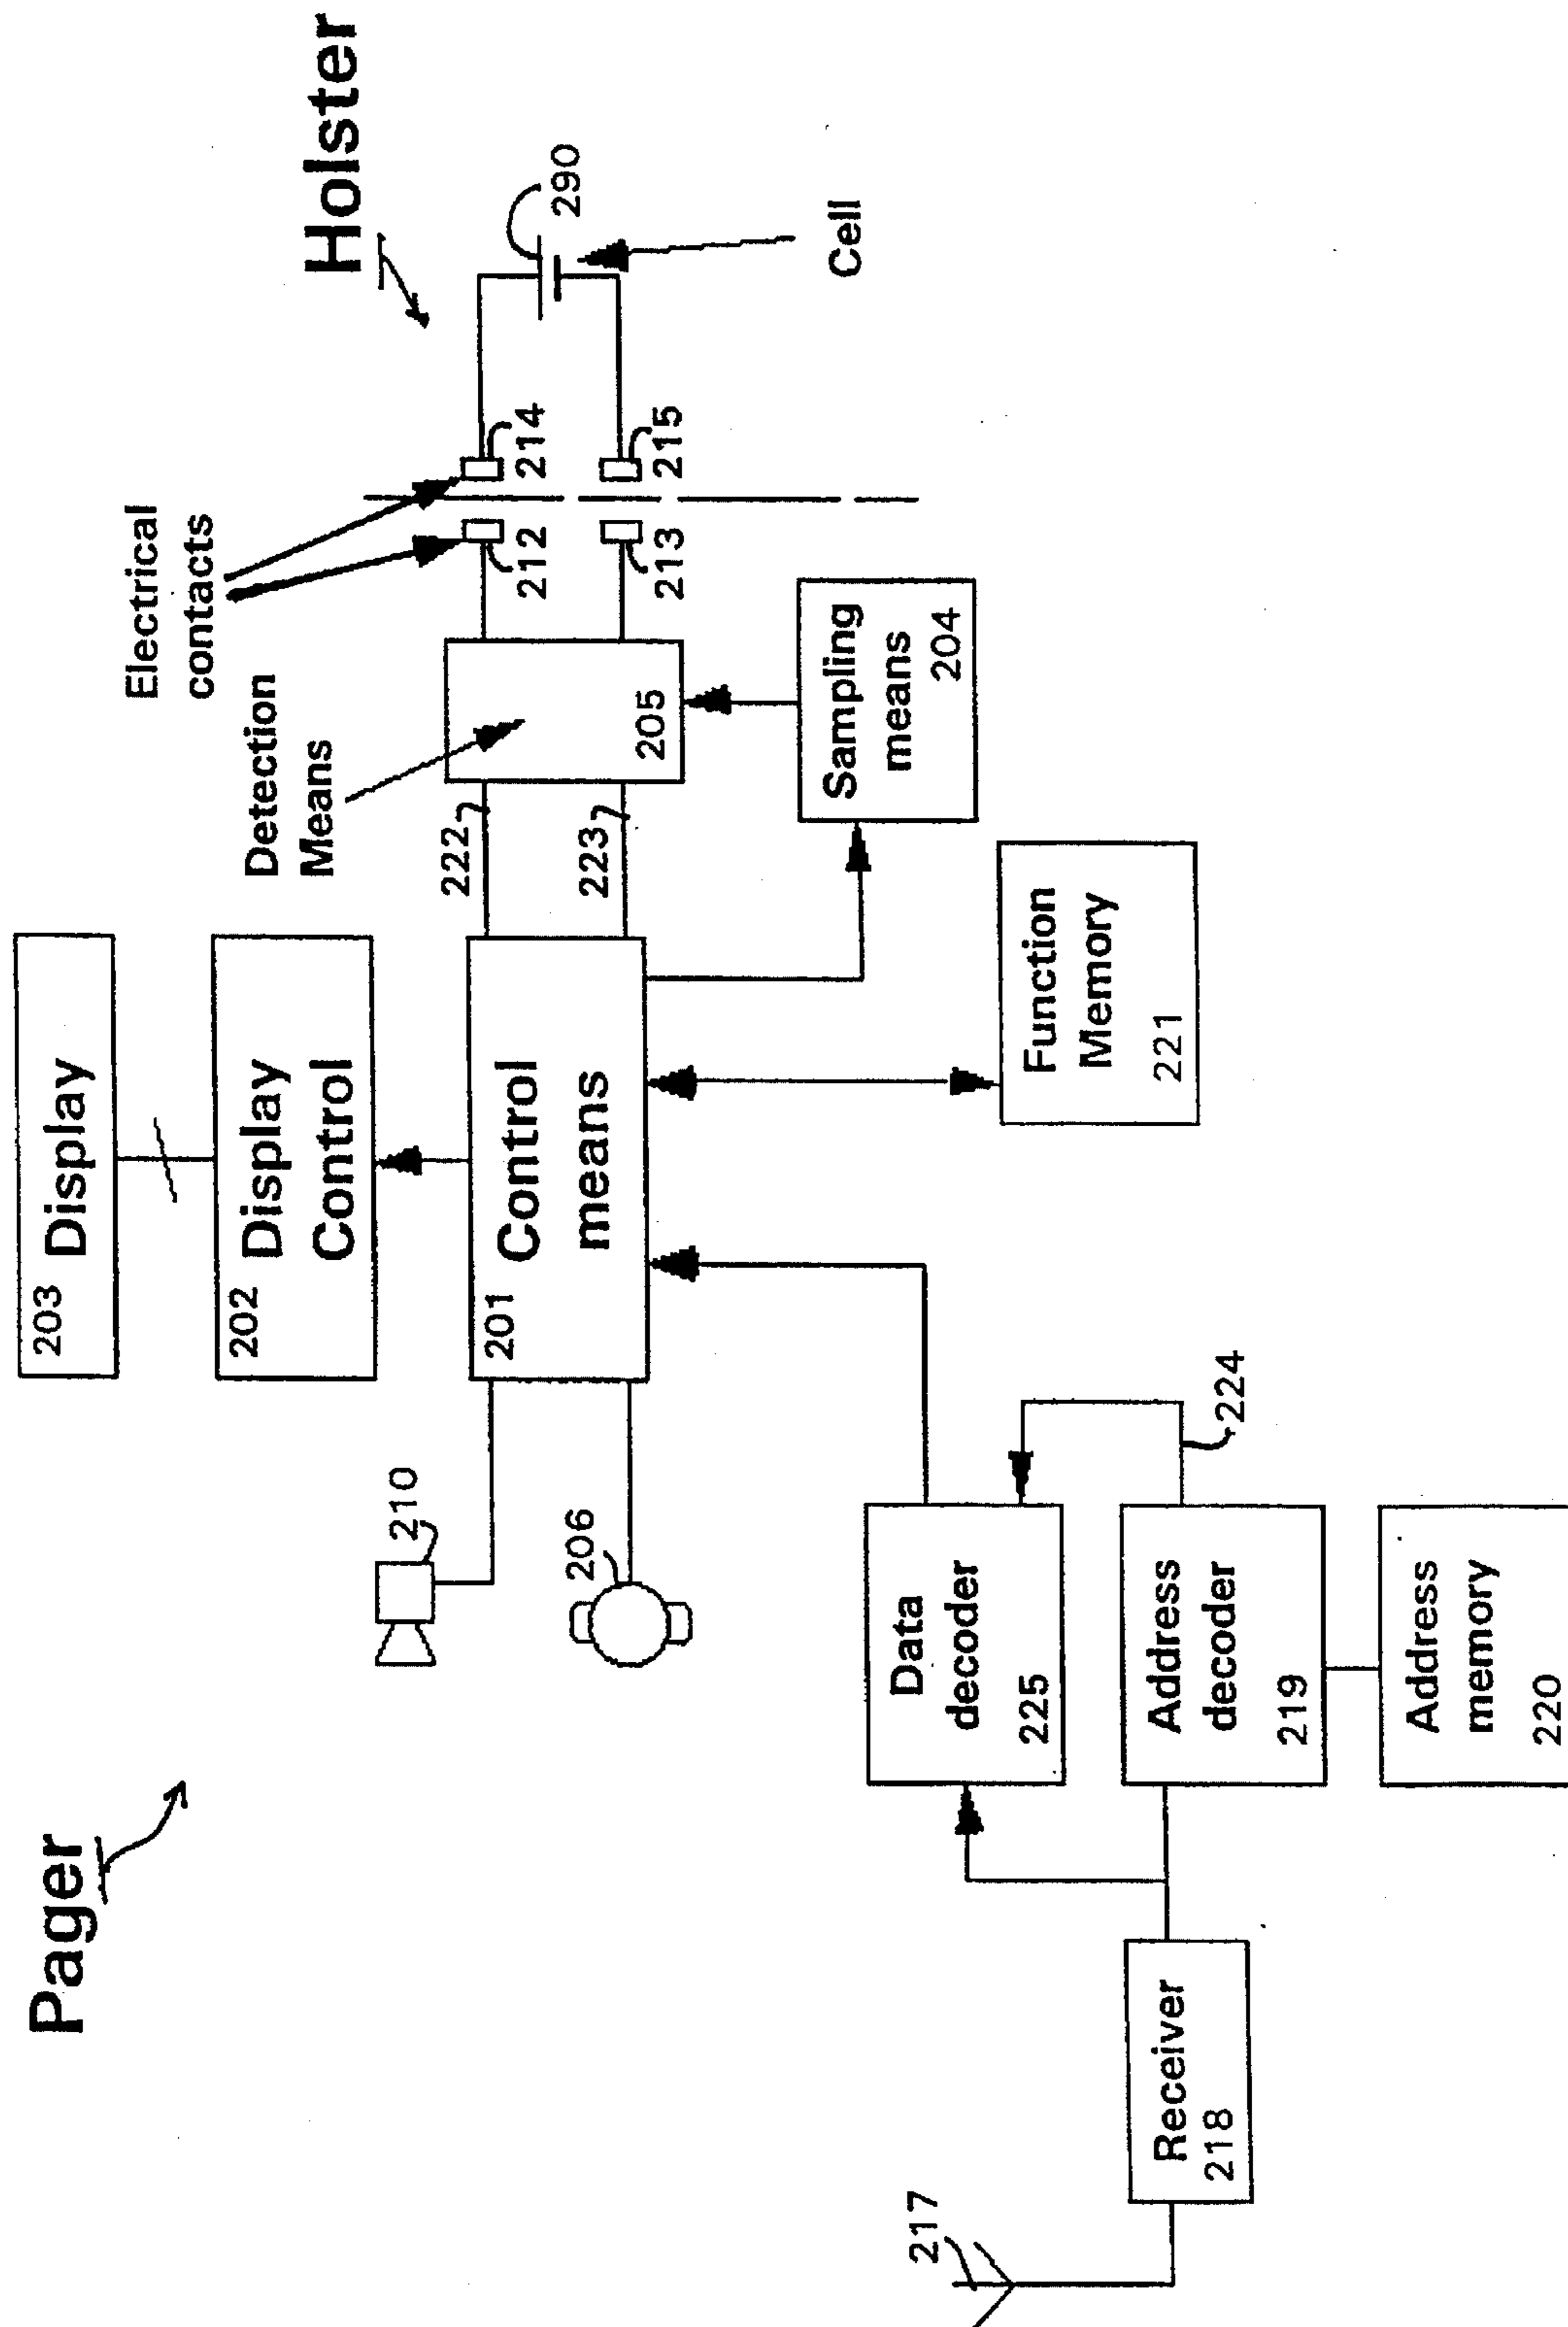 Pager
Holster
203
Display
202
Display
Control
201
Control
means
Detection
Means
205
Electrical
contacts
212
214
213
215
290
Cell
222
223
Sampling
means
204
Function
Memory
221
210
206
Data
decoder
225
224
Address
decoder
219
Address
memory
220
Receiver
218
217